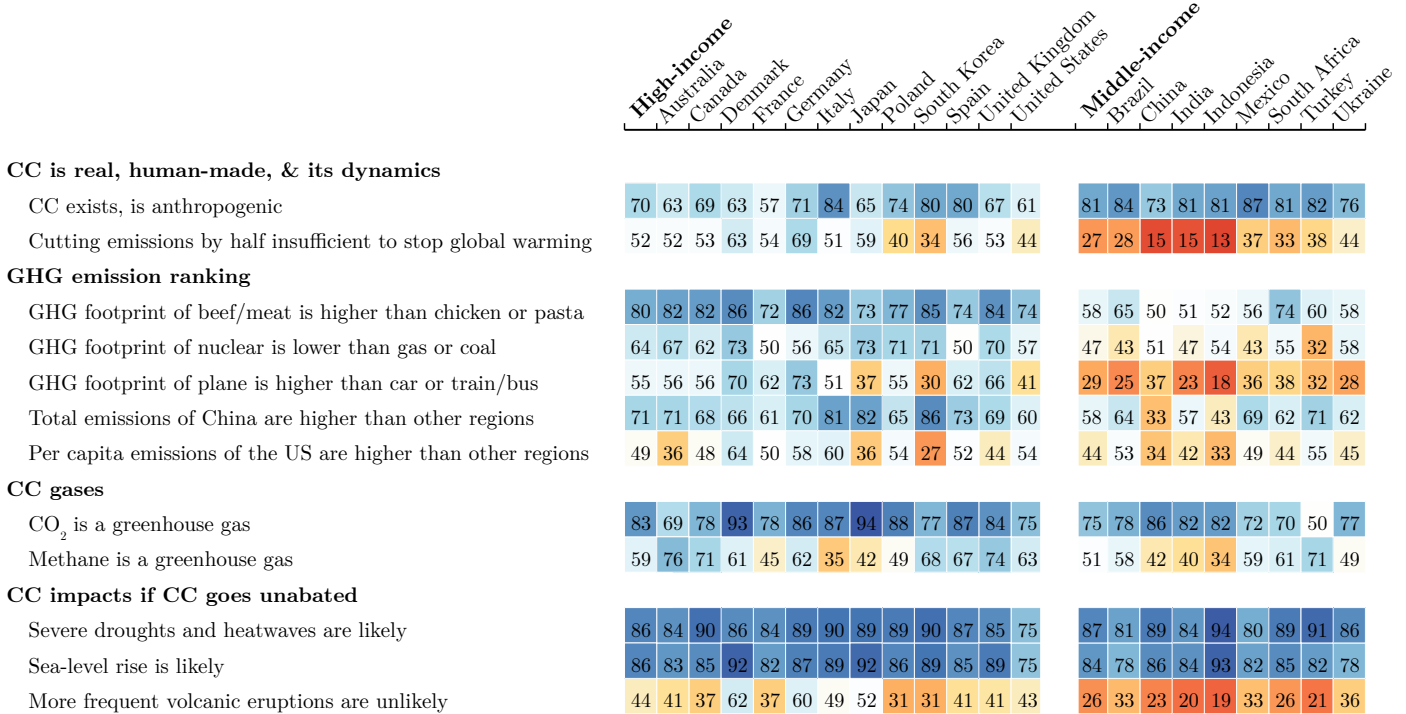 High-income
Australia
Canada
Denmark
France
Germany
Italy
Japan
Poland
South Korea
Spain
United Kingdom
United States
Middle-income
Brazil
China
India
Indonesia
Mexico
South Africa
Turkey
Ukraine
CC is real, human-made, & its dynamics
CC exists, is anthropogenic 70 63 69 63 57 71 84 65 74 80 80 67 61 81 84 73 81 81 87 81 82 76
Cutting emissions by half insufficient to stop global warming 52 52 53 63 54 69 51 59 40 34 56 53 44 27 28 15 15 13 37 33 38 44
GHG emission ranking
GHG footprint of beef/meat is higher than chicken or pasta 80 82 82 86 72 86 82 73 77 85 74 84 74 58 65 50 51 52 56 74 60 58
GHG footprint of nuclear is lower than gas or coal 64 67 62 73 50 56 65 73 71 71 50 70 57 47 43 51 47 54 43 55 32 58
GHG footprint of plane is higher than car or train/bus 55 56 56 70 62 73 51 37 55 30 62 66 41 29 25 37 23 18 36 38 32 28
Total emissions of China are higher than other regions 71 71 68 66 61 70 81 82 65 86 73 69 60 58 64 33 57 43 69 62 71 62
Per capita emissions of the US are higher than other regions 49 36 48 64 50 58 60 36 54 27 52 44 54 44 53 34 42 33 49 44 55 45
CC gases
CO₂ is a greenhouse gas 83 69 78 93 78 86 87 94 88 77 87 84 75 75 78 86 82 82 72 70 50 77
Methane is a greenhouse gas 59 76 71 61 45 62 35 42 49 68 67 74 63 51 58 42 40 34 59 61 71 49
CC impacts if CC goes unabated
Severe droughts and heatwaves are likely 86 84 90 86 84 89 90 89 89 90 87 85 75 87 81 89 84 94 80 89 91 86
Sea-level rise is likely 86 83 85 92 82 87 89 92 86 89 85 89 75 84 78 86 84 93 82 85 82 78
More frequent volcanic eruptions are unlikely 44 41 37 62 37 60 49 52 31 31 41 41 43 26 33 23 20 19 33 26 21 36